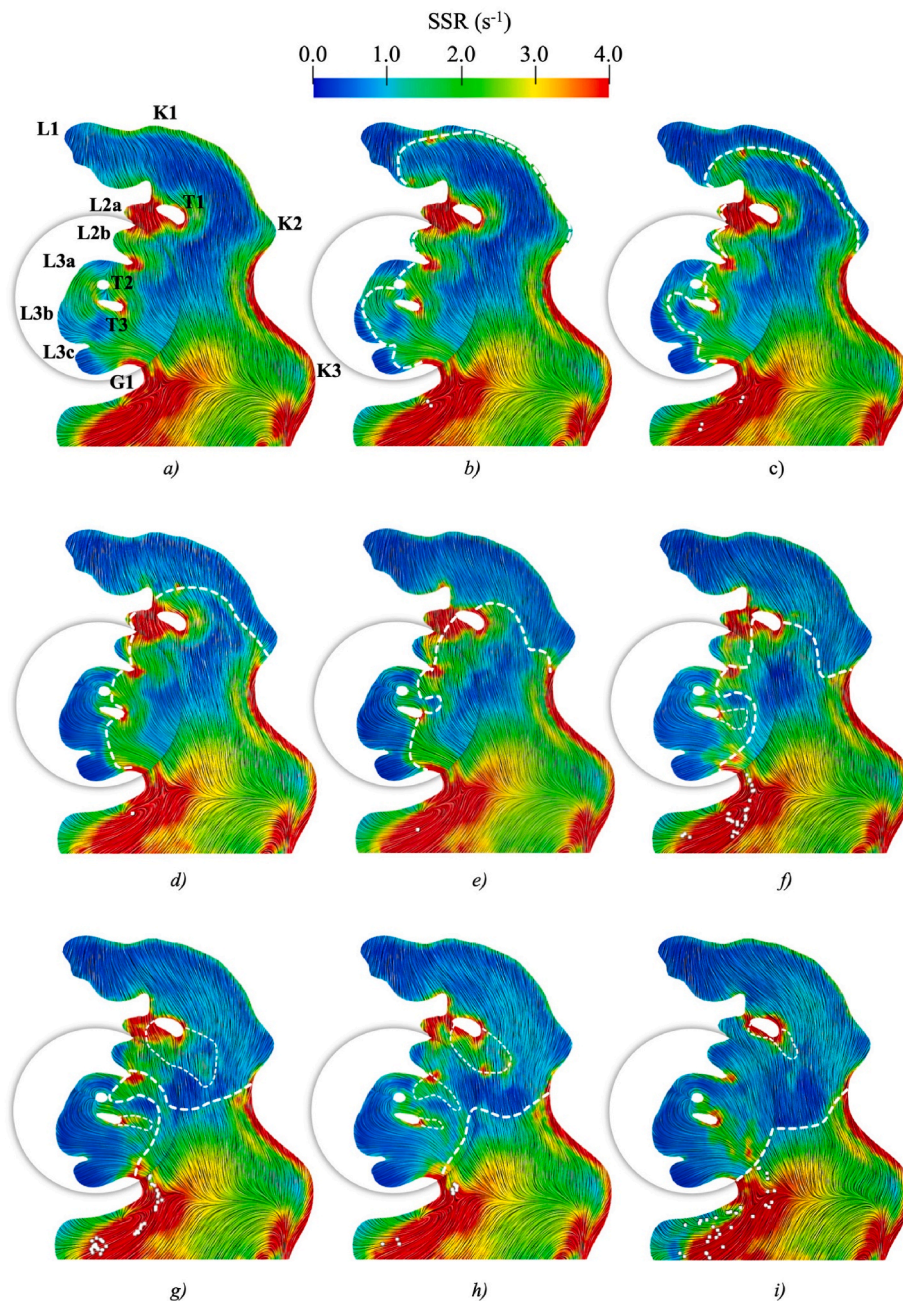 SSR (s-1)
0.0 1.0 2.0 3.0 4.0
L1 K1
L2a T1
L2b K2
L3a T2
L3b T3
L3c G1 K3
a) b) c)
d) e) f)
g) h) i)